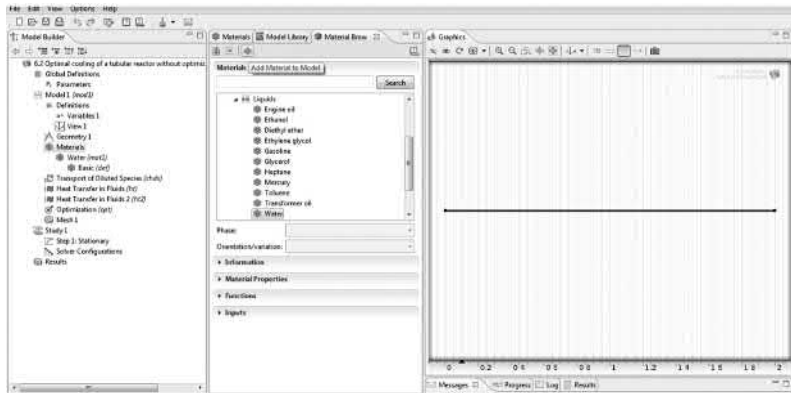 File Edit View Options Help
Model Builder
6.2 Optimal cooling of a tubular reactor without optimiz
Global Definitions
Parameters
Model 1 (mod1)
Definitions
Variables 1
View 1
Geometry 1
Materials
Water (mat1)
Basic (def)
Transport of Diluted Species (chds)
Heat Transfer in Fluids (ht)
Heat Transfer in Fluids 2 (ht2)
Optimization (opt)
Mesh 1
Study 1
Step 1: Stationary
Solver Configurations
Results
Materials Model Library Material Brow
Materials Add Material to Model
Search
Liquids
Engine oil
Ethanol
Diethyl ether
Ethylene glycol
Gasoline
Glycerol
Heptane
Mercury
Toluene
Transformer oil
Water
Phase:
Orientation/variation:
Information
Material Properties
Functions
Inputs
Graphics
0 0.2 0.4 0.6 0.8 1 1.2 1.4 1.6 1.8 2
Messages Progress Log Results